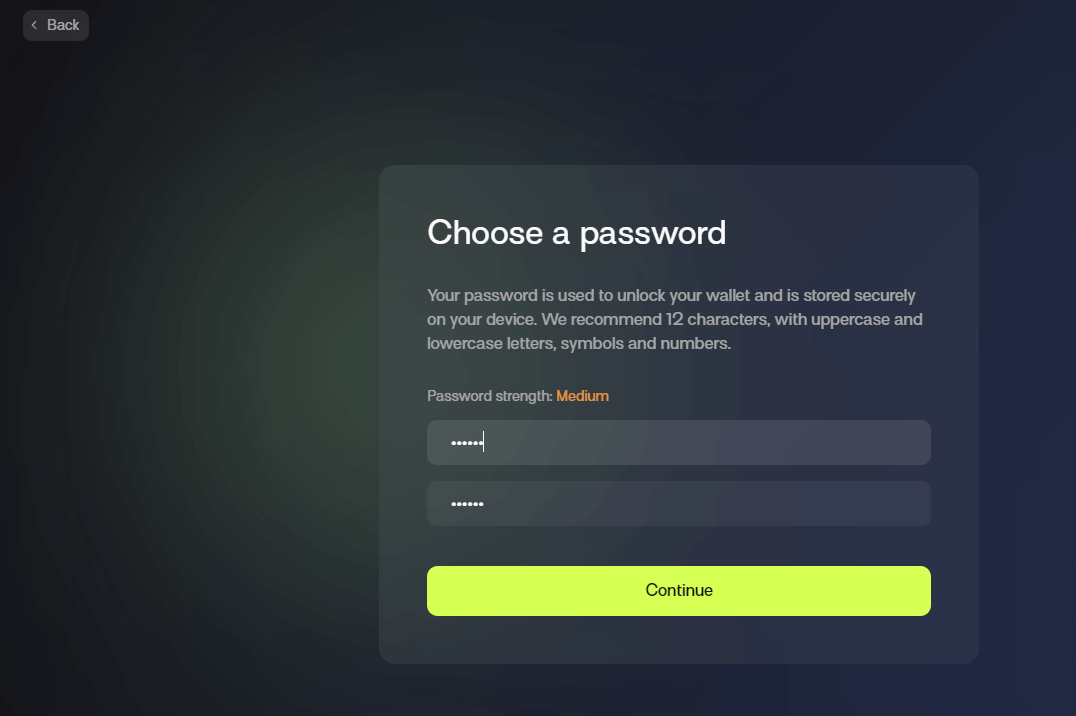 Back
Choose a password
Your password is used to unlock your wallet and is stored securely
on your device. We recommend 12 characters, with uppercase and
lowercase letters, symbols and numbers.
Password strength: Medium
••••••
••••••
Continue